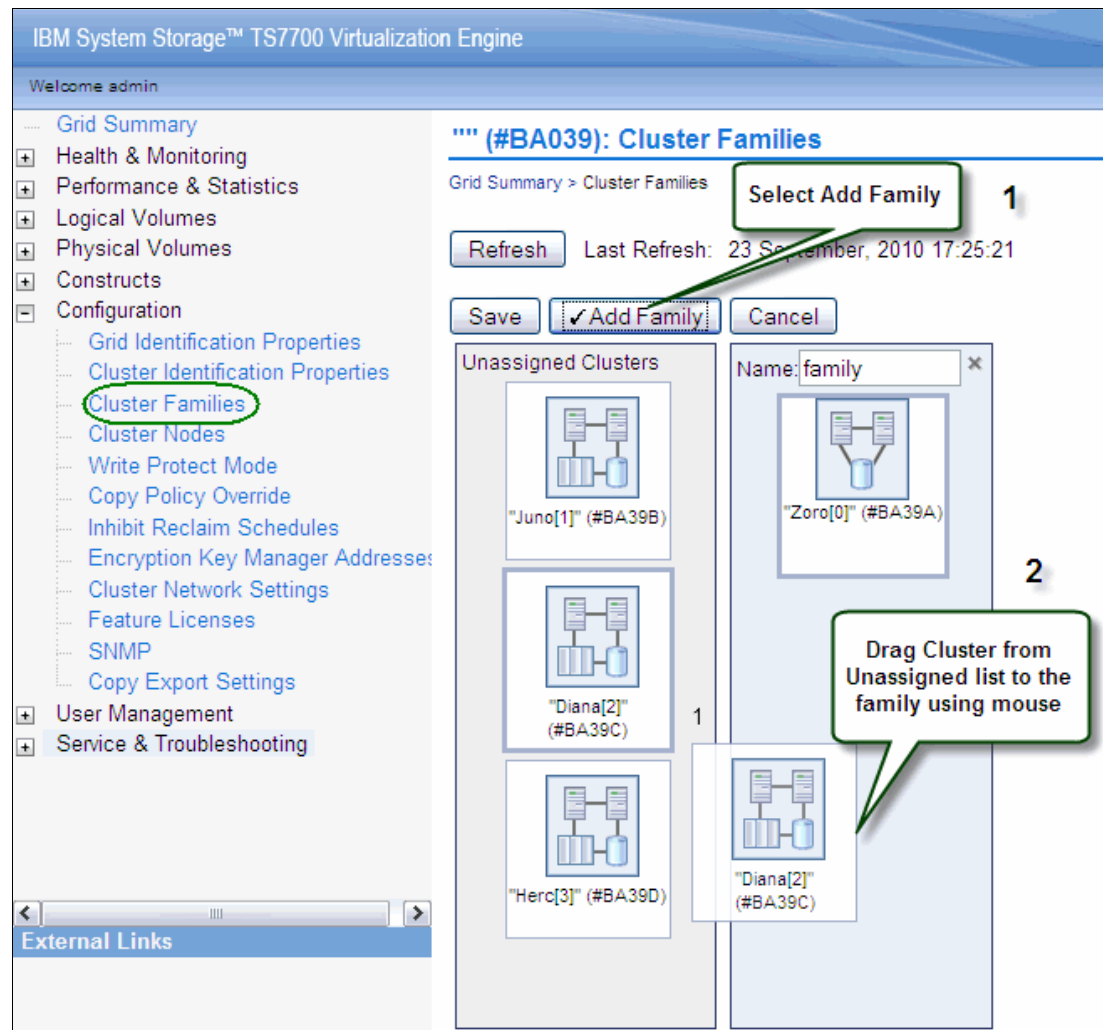 IBM System Storage™ TS7700 Virtualization Engine
Welcome admin
Grid Summary
Health & Monitoring
Performance & Statistics
Logical Volumes
Physical Volumes
Constructs
Configuration
Grid Identification Properties
Cluster Identification Properties
Cluster Families
Cluster Nodes
Write Protect Mode
Copy Policy Override
Inhibit Reclaim Schedules
Encryption Key Manager Addresses
Cluster Network Settings
Feature Licenses
SNMP
Copy Export Settings
User Management
Service & Troubleshooting
External Links
"" (#BA039): Cluster Families
Grid Summary > Cluster Families
Select Add Family
1
Refresh
Last Refresh: 23 September, 2010 17:25:21
Save
✓Add Family
Cancel
Unassigned Clusters
"Juno[1]" (#BA39B)
"Diana[2]"
(#BA39C)
1
"Herc[3]" (#BA39D)
Name: family
×
"Zoro[0]" (#BA39A)
2
Drag Cluster from
Unassigned list to the
family using mouse
"Diana[2]"
(#BA39C)